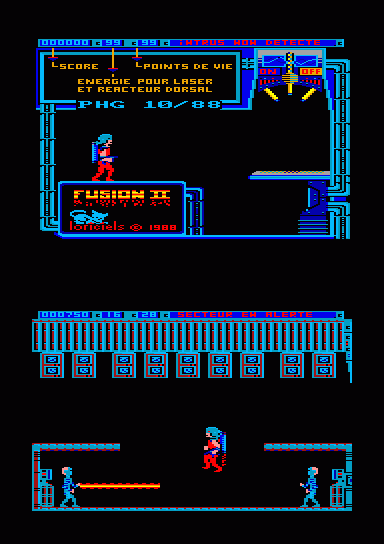 000000 99 99 INTRUS NON DETECTE
SCORE POINTS DE VIE
ENERGIE POUR LASER
ET REACTEUR DORSAL
PHG 10/88
ON OFF
FUSION II
loriciels © 1988
000750 16 28 SECTEUR EN ALERTE